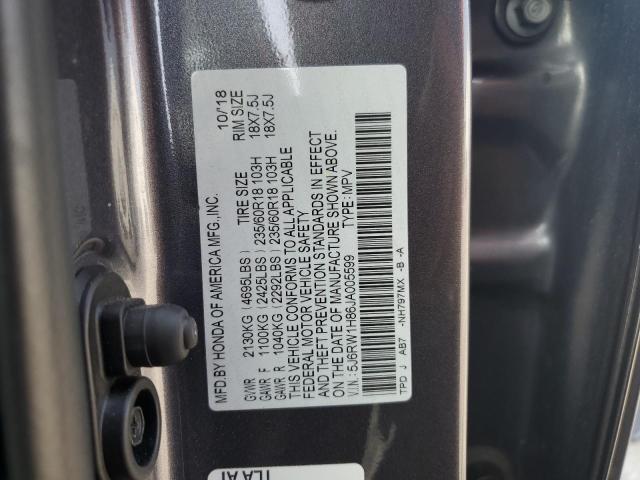 MFD.BY HONDA OF AMERICA MFG.,INC. 10/18
TIRE SIZE RIM SIZE
GVWR 2130KG (4695LBS)
GAWR F 1100KG (2425LBS) 235/60R18 103H 18X7.5J
GAWR R 1040KG (2292LBS) 235/60R18 103H 18X7.5J
THIS VEHICLE CONFORMS TO ALL APPLICABLE
FEDERAL MOTOR VEHICLE SAFETY
AND THEFT PREVENTION STANDARDS IN EFFECT
ON THE DATE OF MANUFACTURE SHOWN ABOVE.
V.I.N.: 5J6RW1H86JA005599 TYPE: MPV
TPD J AB7 -NH797MX -B -A